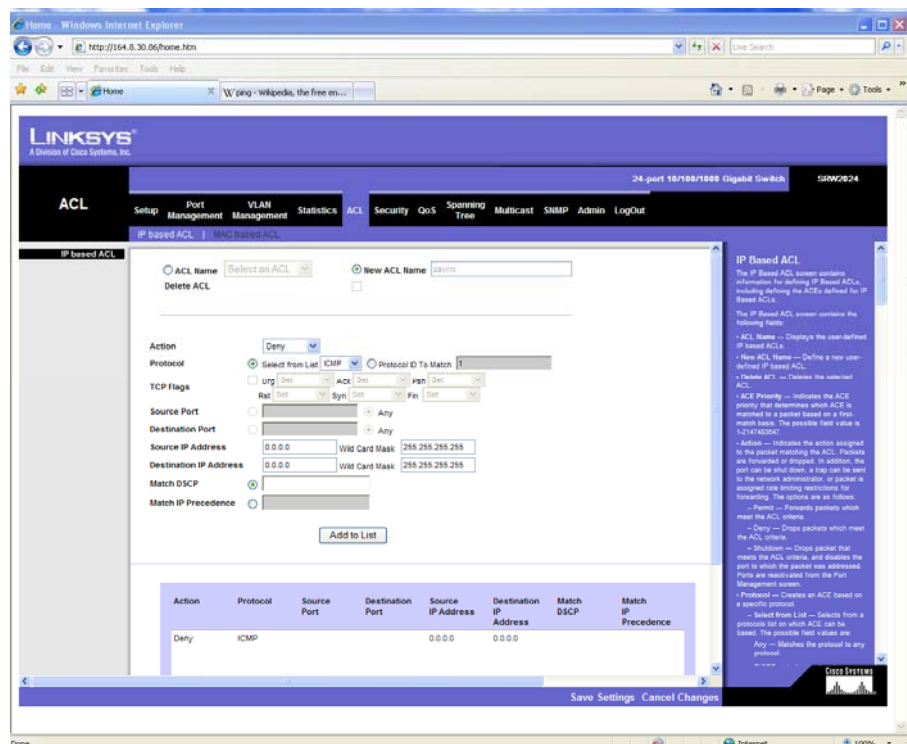 Home - Windows Internet Explorer
http://164.8.30.86/home.htm
Live Search
File Edit View Favorites Tools Help
Home
ping - Wikipedia, the free en...
Page Tools
LINKSYS®
A Division of Cisco Systems, Inc.
24-port 10/100/1000 Gigabit Switch SRW2024
ACL
Setup Port Management VLAN Management Statistics ACL Security QoS Spanning Tree Multicast SNMP Admin LogOut
IP based ACL | MAC based ACL
IP based ACL
ACL Name Select an ACL New ACL Name
Delete ACL
Action Deny
Protocol Select from List ICMP Protocol ID To Match 1
TCP Flags Urg Set Ack Set Psh Set
Rst Set Syn Set Fin Set
Source Port Any
Destination Port Any
Source IP Address 0.0.0.0 Wild Card Mask 255.255.255.255
Destination IP Address 0.0.0.0 Wild Card Mask 255.255.255.255
Match DSCP
Match IP Precedence
Add to List
Action Protocol Source Port Destination Port Source IP Address Destination IP Address Match DSCP Match IP Precedence
Deny ICMP 0.0.0.0 0.0.0.0
IP Based ACL
The IP Based ACL screen contains
information for defining IP Based ACLs,
including defining the ACEs defined for IP
Based ACLs.
The IP Based ACL screen contains the
following fields:
• ACL Name — Displays the user-defined
IP based ACLs.
• New ACL Name — Define a new user-
defined IP based ACL.
• Delete ACL — Deletes the selected
ACL.
• ACE Priority — Indicates the ACE
priority that determines which ACE is
matched to a packet based on a first-
match basis. The possible field value is
1-2147483647.
• Action — Indicates the action assigned
to the packet matching the ACL. Packets
are forwarded or dropped. In addition, the
port can be shut down, a trap can be sent
to the network administrator, or packet is
assigned rate limiting restrictions for
forwarding. The options are as follows:
– Permit — Forwards packets which
meet the ACL criteria.
– Deny — Drops packets which meet
the ACL criteria.
– Shutdown — Drops packet that
meets the ACL criteria, and disables the
port to which the packet was addressed.
Ports are reactivated from the Port
Management screen.
• Protocol — Creates an ACE based on
a specific protocol.
– Select from List — Selects from a
protocols list on which ACE can be
based. The possible field values are:
Any — Matches the protocol to any
protocol.
Save Settings Cancel Changes
CISCO SYSTEMS
Done Internet 100%